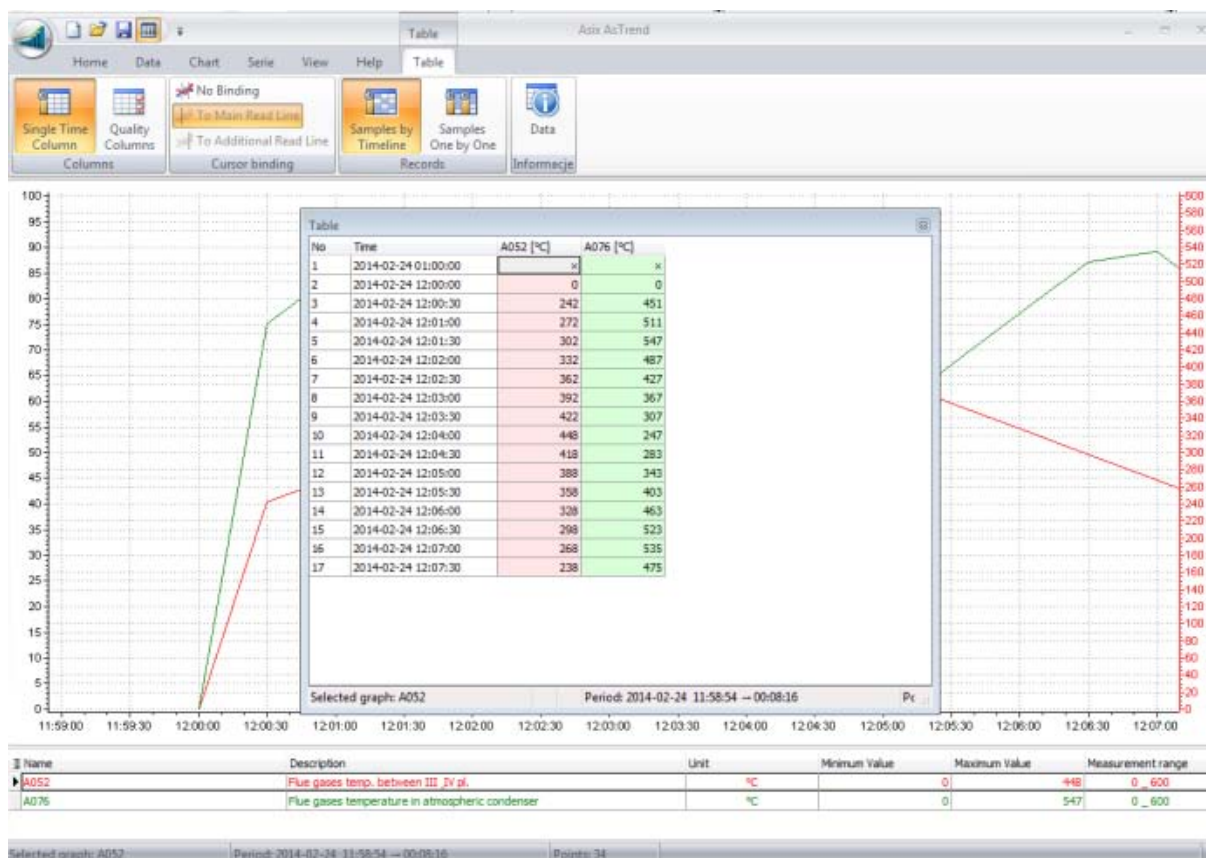 Table
Asix AsTrend
Home Data Chart Serie View Help Table
No Binding
To Main Read Line
To Additional Read Line
Single Time Column
Quality Columns
Samples by Timeline
Samples One by One
Data
Columns Cursor binding Records Informacje
100
95
90
85
80
75
70
65
60
55
50
45
40
35
30
25
20
15
10
5
0
Table
No Time A052 [°C] A076 [°C]
1 2014-02-24 01:00:00 x x
2 2014-02-24 12:00:00 0 0
3 2014-02-24 12:00:30 242 451
4 2014-02-24 12:01:00 272 511
5 2014-02-24 12:01:30 302 547
6 2014-02-24 12:02:00 332 487
7 2014-02-24 12:02:30 362 427
8 2014-02-24 12:03:00 392 367
9 2014-02-24 12:03:30 422 307
10 2014-02-24 12:04:00 448 247
11 2014-02-24 12:04:30 418 283
12 2014-02-24 12:05:00 388 343
13 2014-02-24 12:05:30 358 403
14 2014-02-24 12:06:00 328 463
15 2014-02-24 12:06:30 298 523
16 2014-02-24 12:07:00 268 535
17 2014-02-24 12:07:30 238 475
Selected graph: A052 Period: 2014-02-24 11:58:54 -- 00:08:16
600
580
560
540
520
500
480
460
440
420
400
380
360
340
320
300
280
260
240
220
200
180
160
140
120
100
80
60
40
20
0
11:59:00 11:59:30 12:00:00 12:00:30 12:01:00 12:01:30 12:02:00 12:02:30 12:03:00 12:03:30 12:04:00 12:04:30 12:05:00 12:05:30 12:06:00 12:06:30 12:07:00
Name Description Unit Minimum Value Maximum Value Measurement range
A052 Flue gases temp. between III_IV pl. °C 0 448 0 _ 600
A076 Flue gases temperature in atmospheric condenser °C 0 547 0 _ 600
Selected graph: A052 Period: 2014-02-24 11:58:54 -- 00:08:16 Points: 34